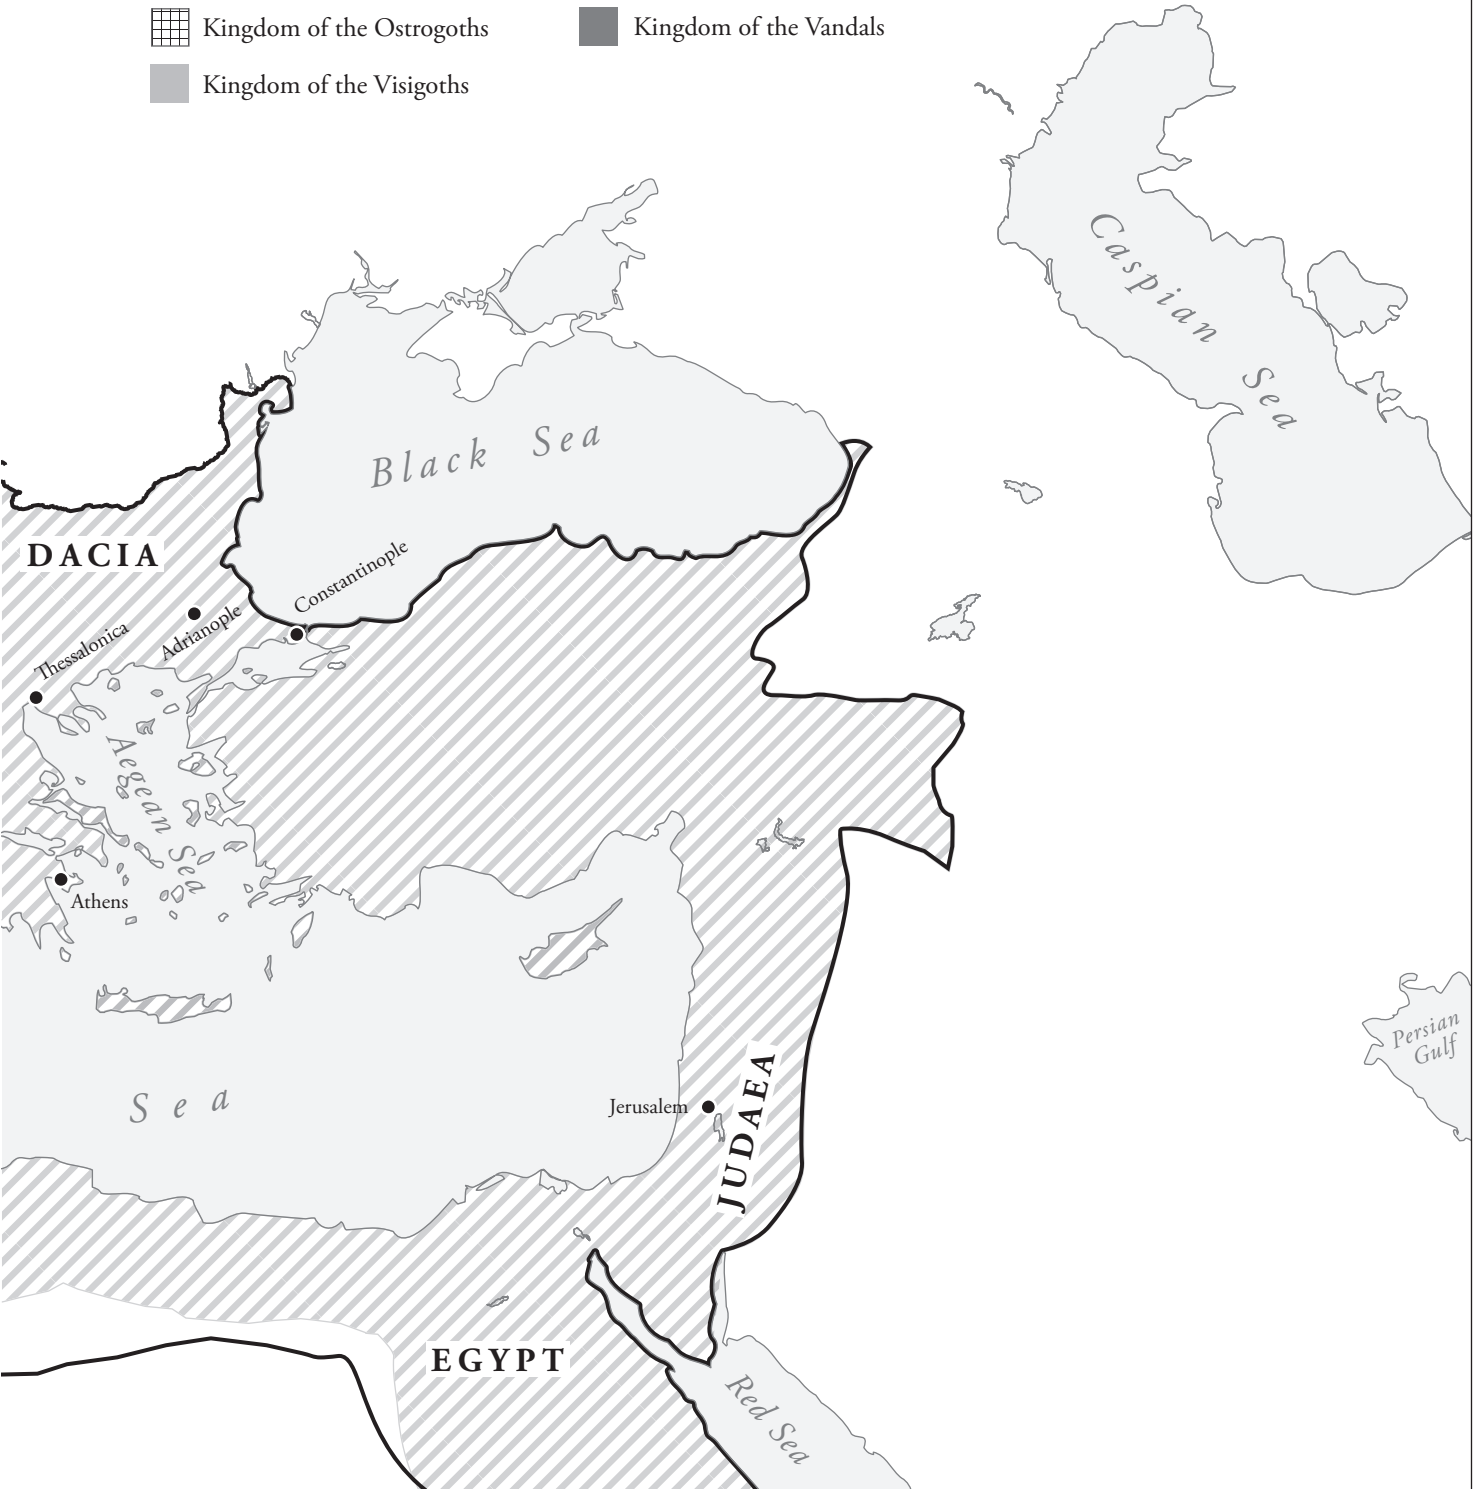 Kingdom of the Ostrogoths
Kingdom of the Vandals
Kingdom of the Visigoths
Caspian Sea
Black Sea
DACIA
Constantinople
Adrianople
Thessalonica
Aegean Sea
Athens
Persian
Gulf
Sea
Jerusalem
JUDAEA
EGYPT
Red Sea